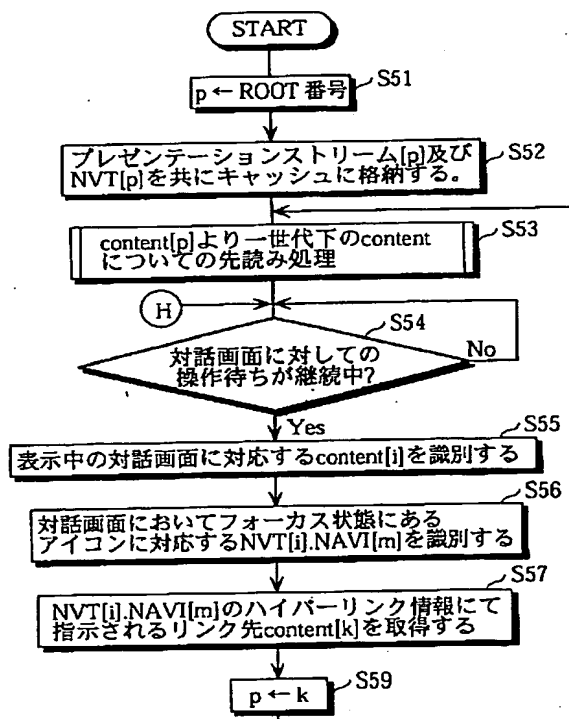 START
p ← ROOT 番号
S51
プレゼンテーションストリーム[p]及び
NVT[p]を共にキャッシュに格納する。
S52
content[p]より一世代下のcontent
についての先読み処理
S53
H
S54
対話画面に対しての
操作待ちが継続中?
No
Yes
S55
表示中の対話画面に対応するcontent[i]を識別する
S56
対話画面においてフォーカス状態にある
アイコンに対応するNVT[i].NAVI[m]を識別する
S57
NVT[i].NAVI[m]のハイパーリンク情報にて
指示されるリンク先content[k]を取得する
S59
p ← k